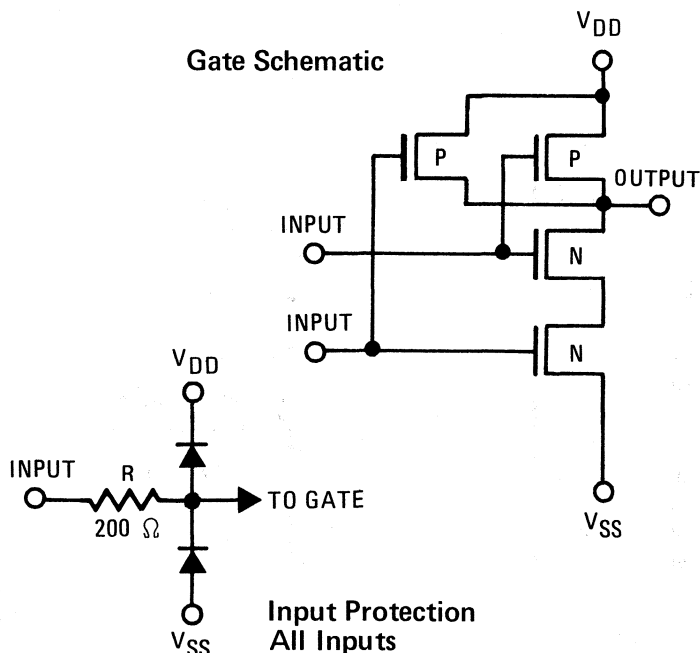 Gate Schematic
VDD
P
P
OUTPUT
INPUT
N
INPUT
N
VDD
INPUT
R
TO GATE
200 Ω
VSS
VSS
Input Protection
All Inputs